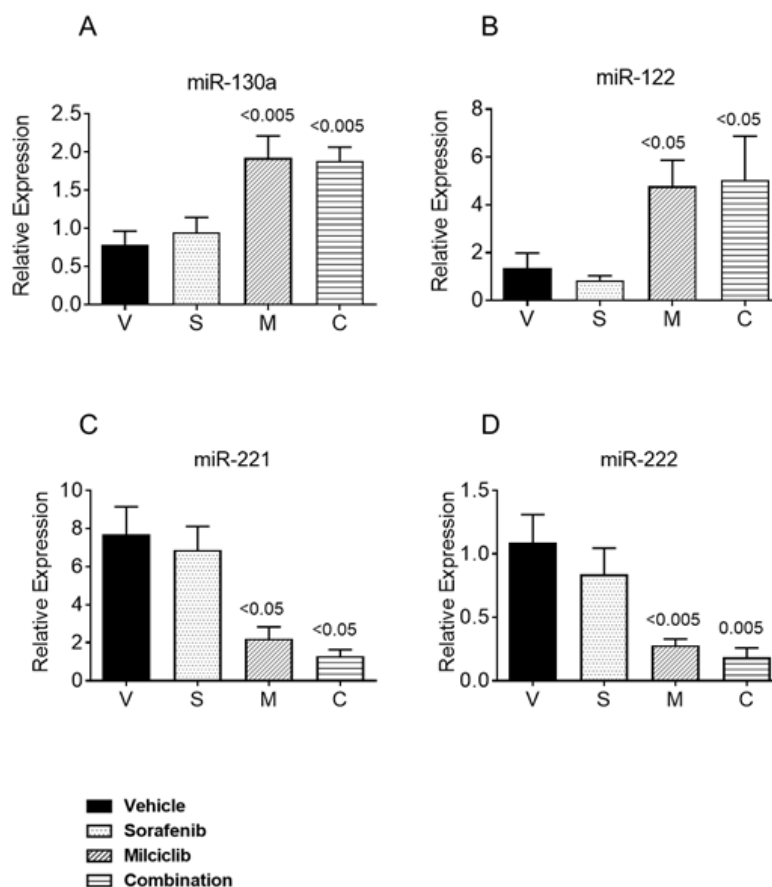 A
miR-130a
Relative Expression
2.5
2.0
1.5
1.0
0.5
0.0
<0.005
<0.005
V S M C
B
miR-122
Relative Expression
8
6
4
2
0
<0.05
<0.05
V S M C
C
miR-221
Relative Expression
10
8
6
4
2
0
<0.05
<0.05
V S M C
D
miR-222
Relative Expression
1.5
1.0
0.5
0.0
<0.005
0.005
V S M C
Vehicle
Sorafenib
Milciclib
Combination